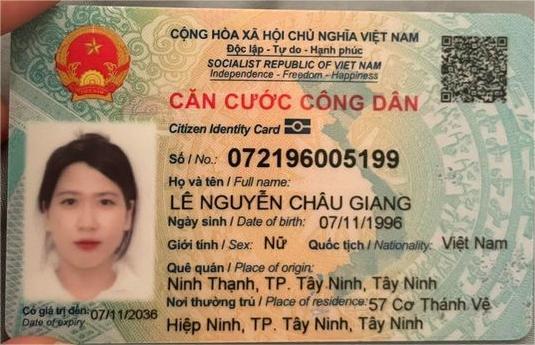 CỘNG HÒA XÃ HỘI CHỦ NGHĨA VIỆT NAM
Độc lập - Tự do - Hạnh phúc
SOCIALIST REPUBLIC OF VIET NAM
Independence - Freedom - Happiness
CĂN CƯỚC CÔNG DÂN
Citizen Identity Card
Số / No.: 072196005199
Họ và tên / Full name:
LÊ NGUYỄN CHÂU GIANG
Ngày sinh / Date of birth: 07/11/1996
Giới tính / Sex: Nữ Quốc tịch / Nationality: Việt Nam
Quê quán / Place of origin:
Ninh Thạnh, TP. Tây Ninh, Tây Ninh
Nơi thường trú / Place of residence: 57 Cơ Thánh Vệ
Hiệp Ninh, TP. Tây Ninh, Tây Ninh
Có giá trị đến: 07/11/2036
Date of expiry